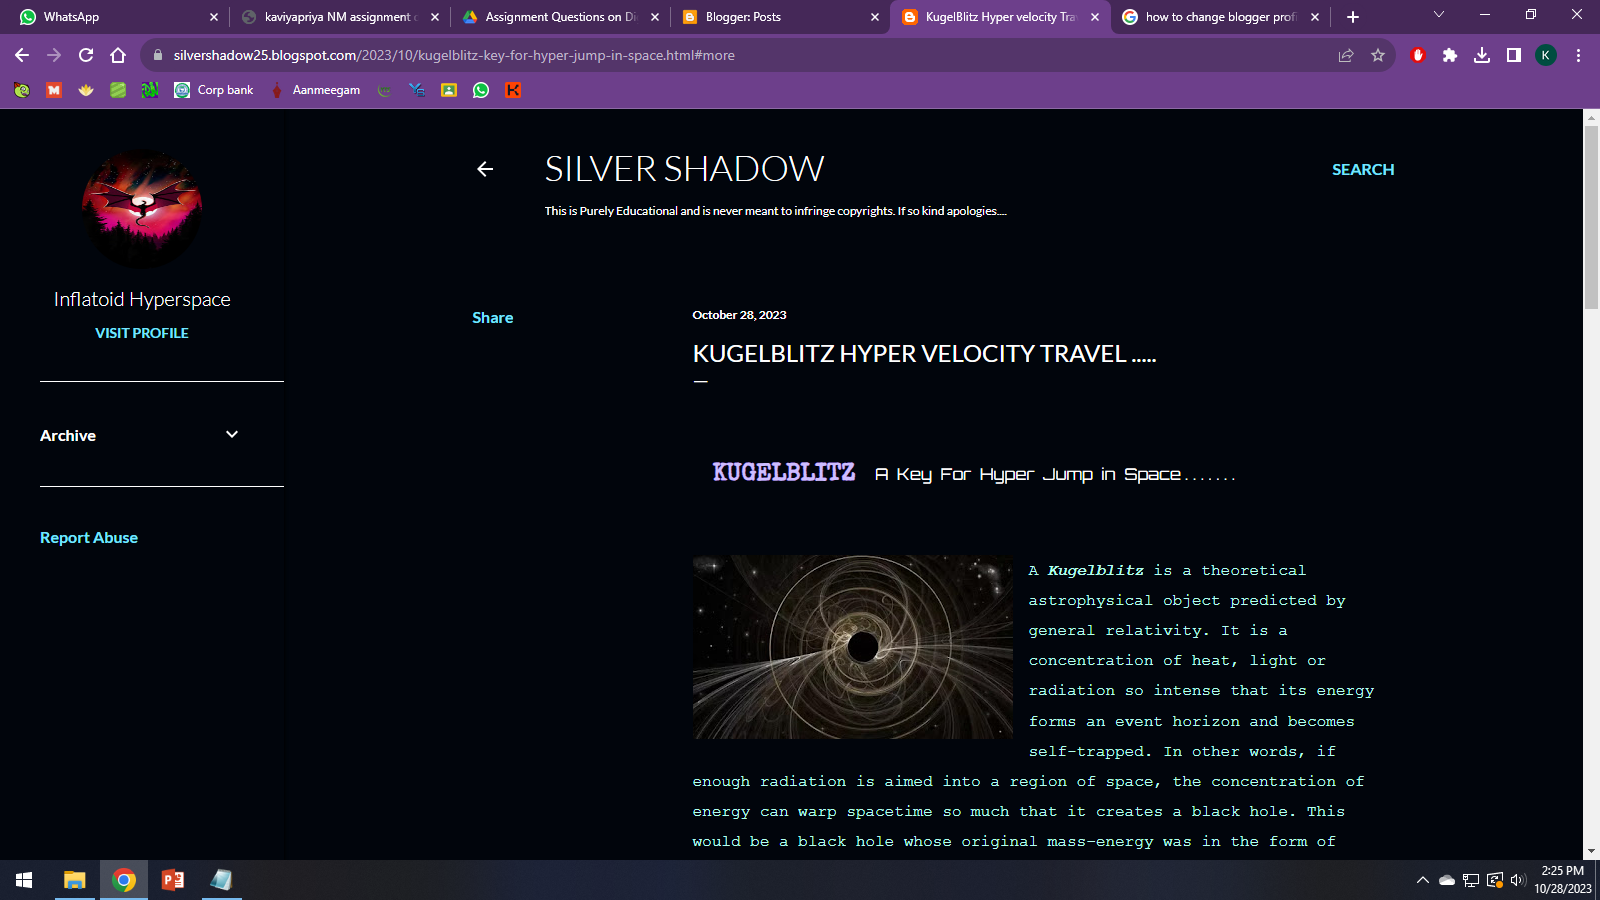 WhatsApp
kaviyapriya NM assignment
Assignment Questions on Di
Blogger: Posts
KugelBlitz Hyper velocity Tra
how to change blogger prof
silvershadow25.blogspot.com/2023/10/kugelblitz-key-for-hyper-jump-in-space.html#more
K
M
Corp bank
Aanmeegam
K
SILVER SHADOW
SEARCH
This is Purely Educational and is never meant to infringe copyrights. If so kind apologies....
Inflatoid Hyperspace
VISIT PROFILE
Archive
Report Abuse
Share
October 28, 2023
KUGELBLITZ HYPER VELOCITY TRAVEL .....
KUGELBLITZ A Key For Hyper Jump in Space.......
A Kugelblitz is a theoretical
astrophysical object predicted by
general relativity. It is a
concentration of heat, light or
radiation so intense that its energy
forms an event horizon and becomes
self-trapped. In other words, if
enough radiation is aimed into a region of space, the concentration of
energy can warp spacetime so much that it creates a black hole. This
would be a black hole whose original mass-energy was in the form of
2:25 PM
10/28/2023